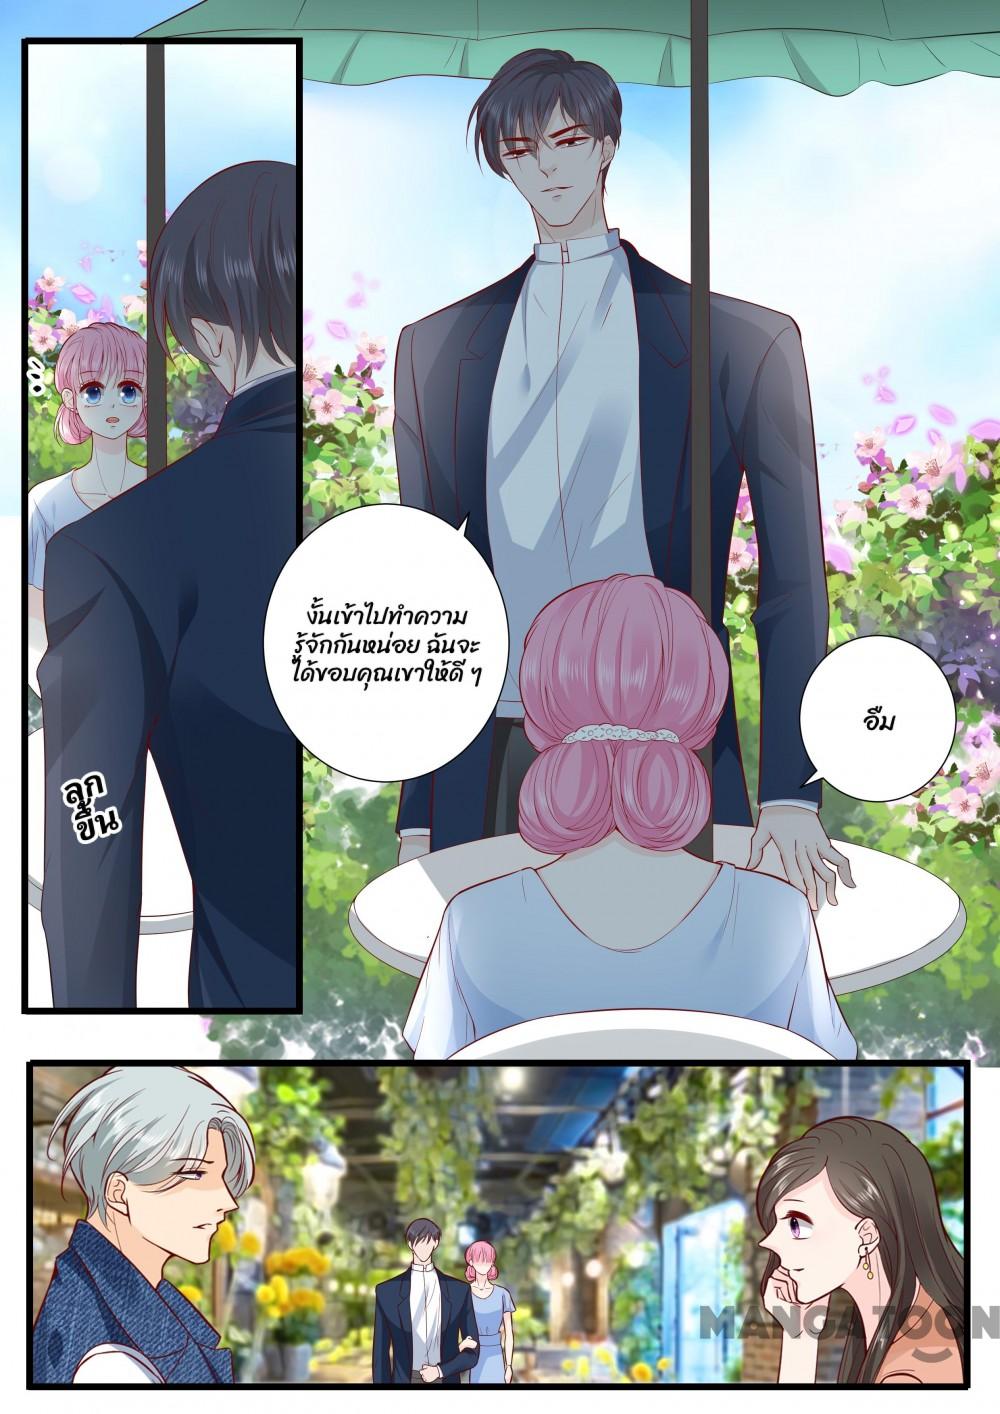 งั้นเข้าไปทำความ
รู้จักกันหน่อย ฉันจะ
ได้ขอบคุณเขาให้ดี ๆ
อืม
ลุก
ขึ้น
MANGATOON